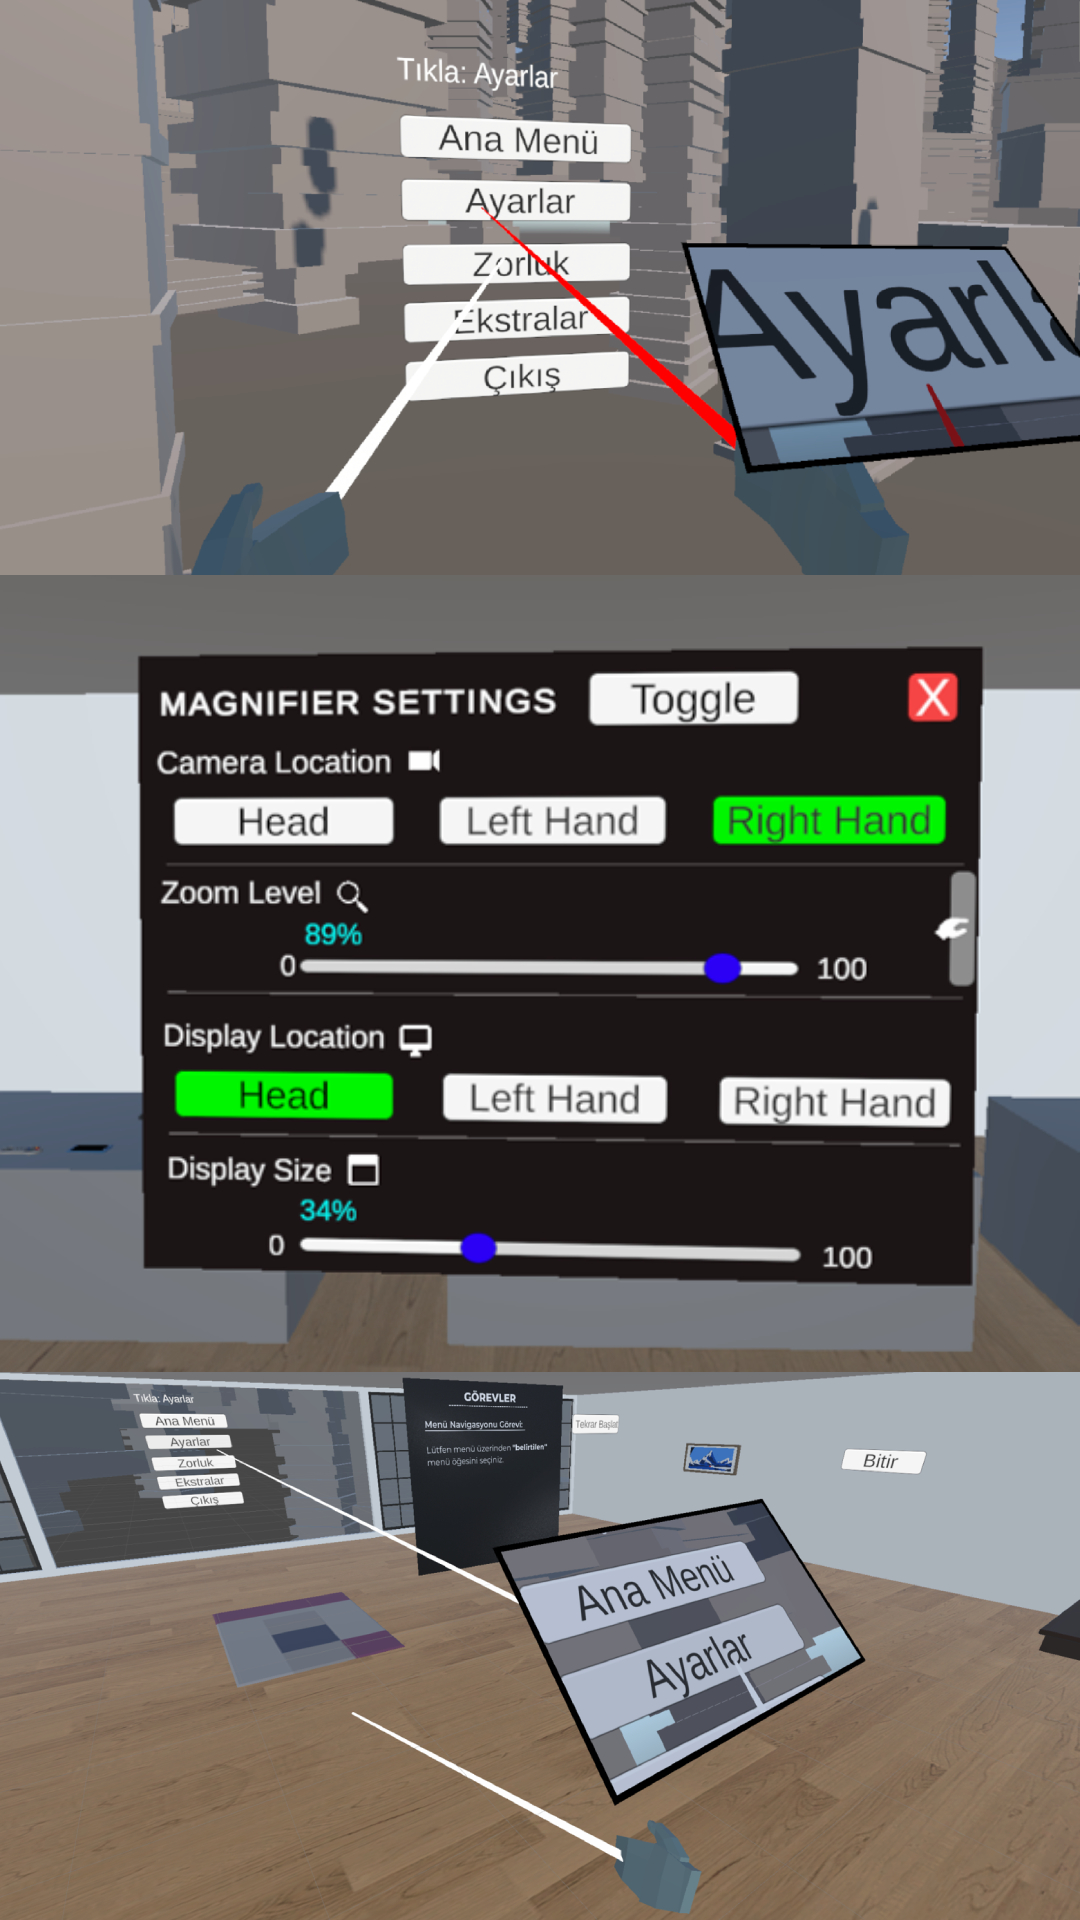 Tıkla: Ayarlar
Ana Menü
Ayarlar
Zorluk
Ekstralar
Çıkış
Ayarla
MAGNIFIER SETTINGS
Toggle
X
Camera Location
Head
Left Hand
Right Hand
Zoom Level
89%
0
100
Display Location
Head
Left Hand
Right Hand
Display Size
34%
0
100
Tıkla: Ayarlar
Ana Menü
Ayarlar
Zorluk
Ekstralar
Çıkış
GÖREVLER
Menü Navigasyonu Görevi:
Lütfen menü üzerinden "belirtilen"
menü öğesini seçiniz.
Tekrar Başlat
Bitir
Ana Menü
Ayarlar